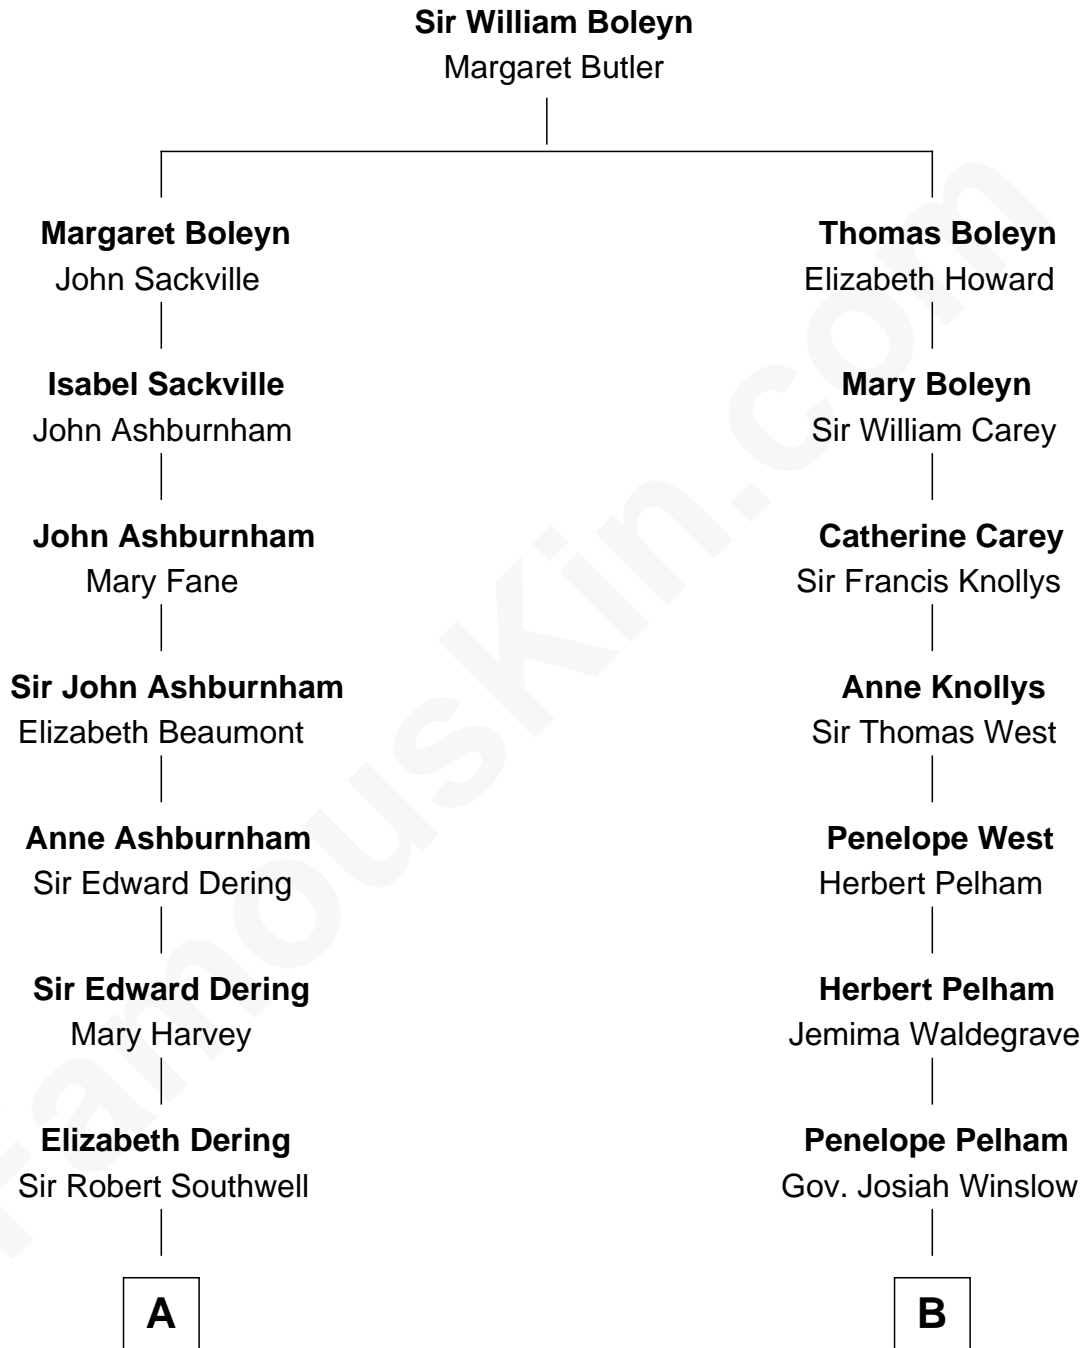 Sir William Boleyn
Margaret Butler
Margaret Boleyn
John Sackville
Isabel Sackville
John Ashburnham
John Ashburnham
Mary Fane
Sir John Ashburnham
Elizabeth Beaumont
Anne Ashburnham
Sir Edward Dering
Sir Edward Dering
Mary Harvey
Elizabeth Dering
Sir Robert Southwell
A
Thomas Boleyn
Elizabeth Howard
Mary Boleyn
Sir William Carey
Catherine Carey
Sir Francis Knollys
Anne Knollys
Sir Thomas West
Penelope West
Herbert Pelham
Herbert Pelham
Jemima Waldegrave
Penelope Pelham
Gov. Josiah Winslow
B
FamousKin.com